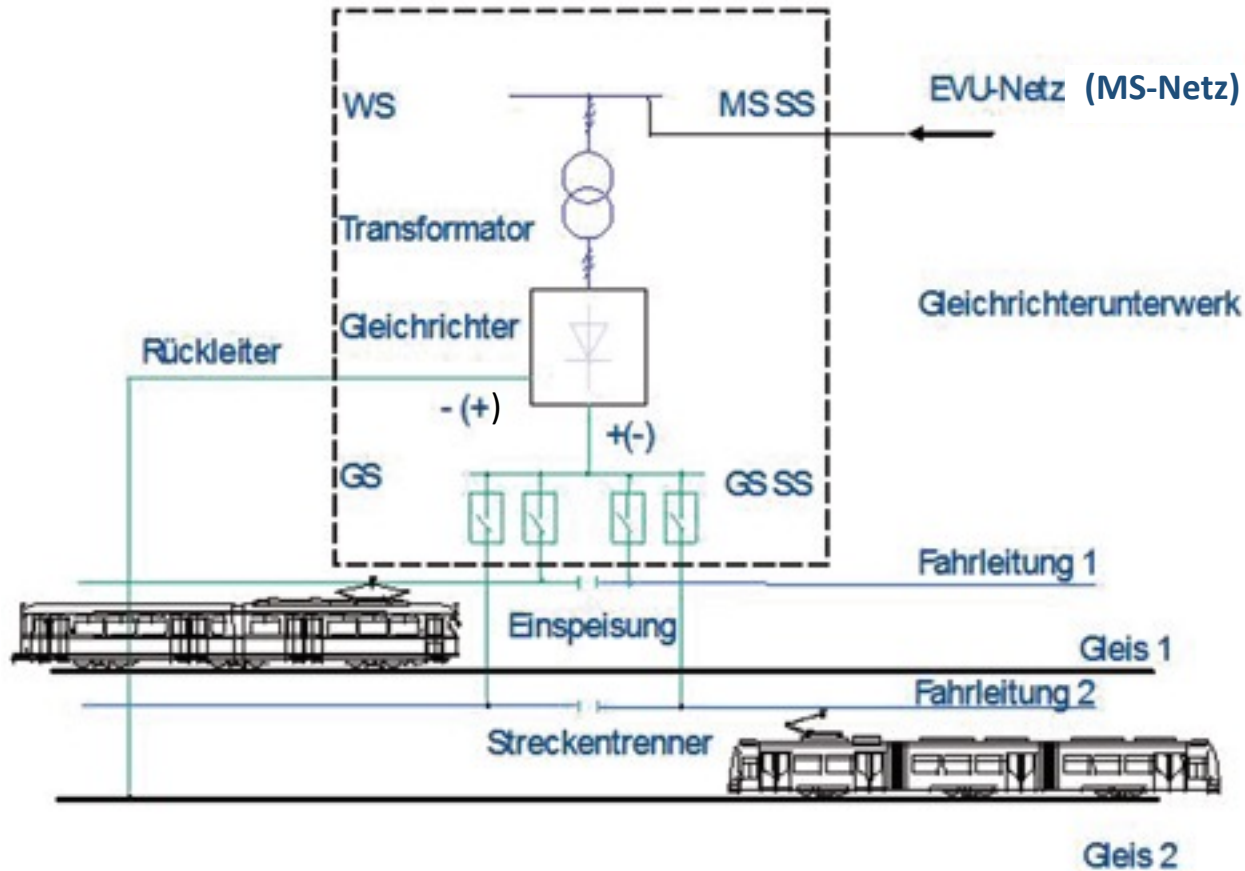 WS
MS SS
EVU-Netz (MS-Netz)
Transformator
Gleichrichter
Gleichrichterunterwerk
Rückleiter
- (+)
+(-)
GS
GS SS
Fahrleitung 1
Einspeisung
Gleis 1
Fahrleitung 2
Streckentrenner
Gleis 2